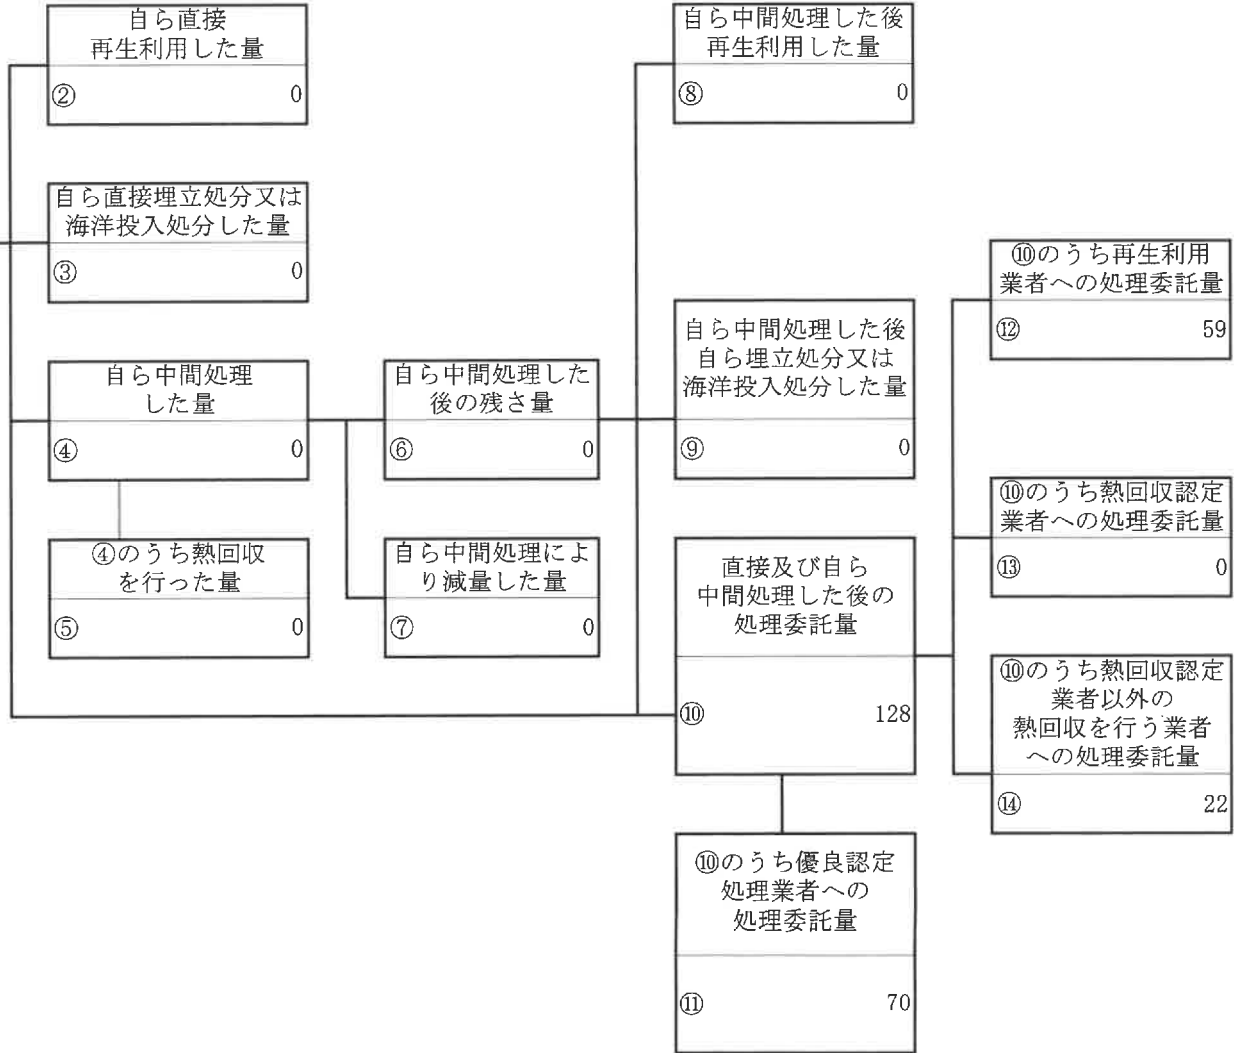 自ら直接
再生利用した量
② 0
自ら直接埋立処分又は
海洋投入処分した量
③ 0
自ら中間処理
した量
④ 0
④のうち熱回収
を行った量
⑤ 0
自ら中間処理した
後の残さ量
⑥ 0
自ら中間処理によ
り減量した量
⑦ 0
自ら中間処理した後
再生利用した量
⑧ 0
自ら中間処理した後
自ら埋立処分又は
海洋投入処分した量
⑨ 0
直接及び自ら
中間処理した後の
処理委託量
⑩ 128
⑩のうち優良認定
処理業者への
処理委託量
⑪ 70
⑩のうち再生利用
業者への処理委託量
⑫ 59
⑩のうち熱回収認定
業者への処理委託量
⑬ 0
⑩のうち熱回収認定
業者以外の
熱回収を行う業者
への処理委託量
⑭ 22